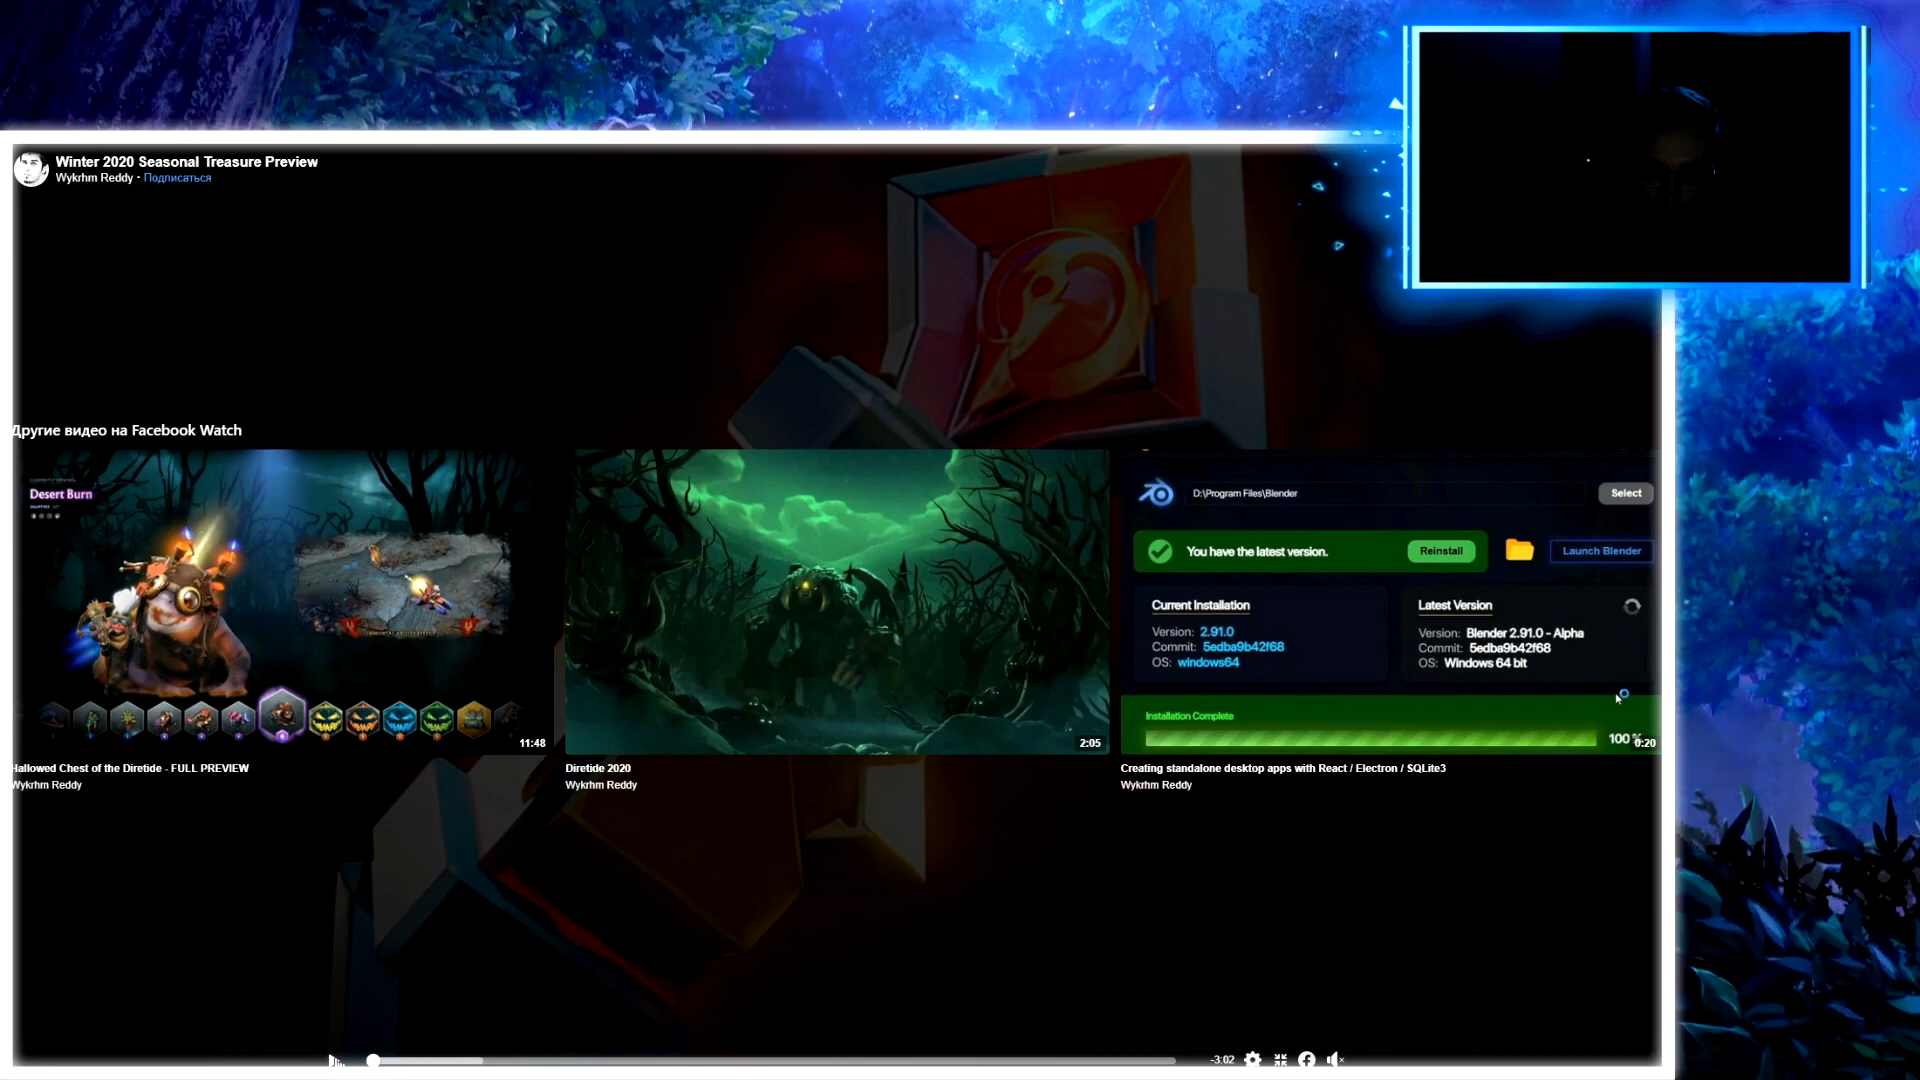 Winter 2020 Seasonal Treasure Preview
Wykrhm Reddy · Подписаться
Другие видео на Facebook Watch
Desert Burn
11:48
Hallowed Chest of the Diretide - FULL PREVIEW
Wykrhm Reddy
2:05
Diretide 2020
Wykrhm Reddy
D:\Program Files\Blender
Select
You have the latest version.
Reinstall
Launch Blender
Current Installation
Version: 2.91.0
Commit: 5edba9b42f68
OS: windows64
Latest Version
Version: Blender 2.91.0 - Alpha
Commit: 5edba9b42f68
OS: Windows 64 bit
Installation Complete
100 %
0:20
Creating standalone desktop apps with React / Electron / SQLite3
Wykrhm Reddy
-3:02